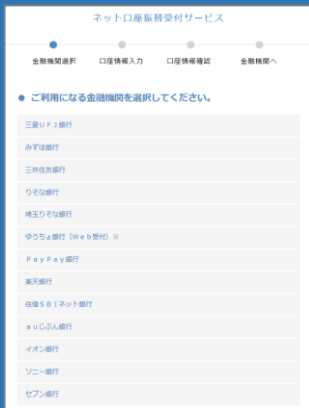 ネット口座振替受付サービス
金融機関選択 口座情報入力 口座情報確認 金融機関へ
ご利用になる金融機関を選択してください。
三菱ＵＦＪ銀行
みずほ銀行
三井住友銀行
りそな銀行
埼玉りそな銀行
ゆうちょ銀行（Ｗｅｂ受付）※
ＰａｙＰａｙ銀行
楽天銀行
住信ＳＢＩネット銀行
ａｕじぶん銀行
イオン銀行
ソニー銀行
セブン銀行